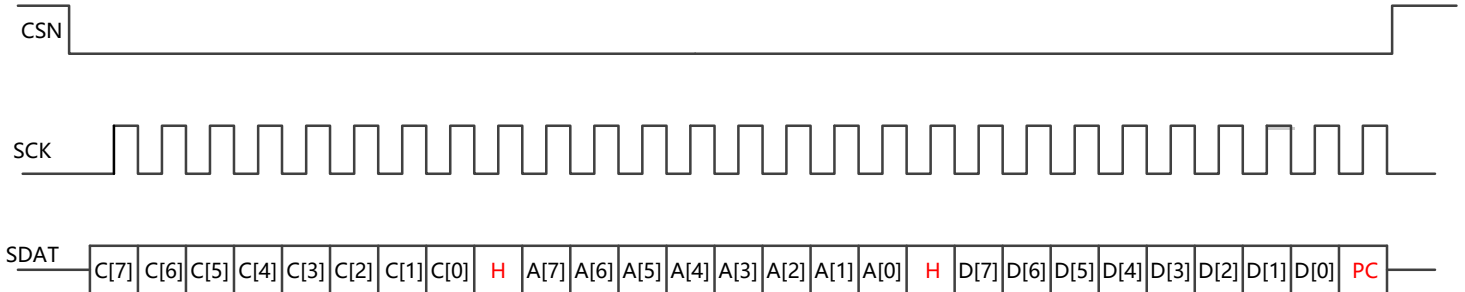 CSN
SCK
SDAT
C[7] C[6] C[5] C[4] C[3] C[2] C[1] C[0] H A[7] A[6] A[5] A[4] A[3] A[2] A[1] A[0] H D[7] D[6] D[5] D[4] D[3] D[2] D[1] D[0] PC